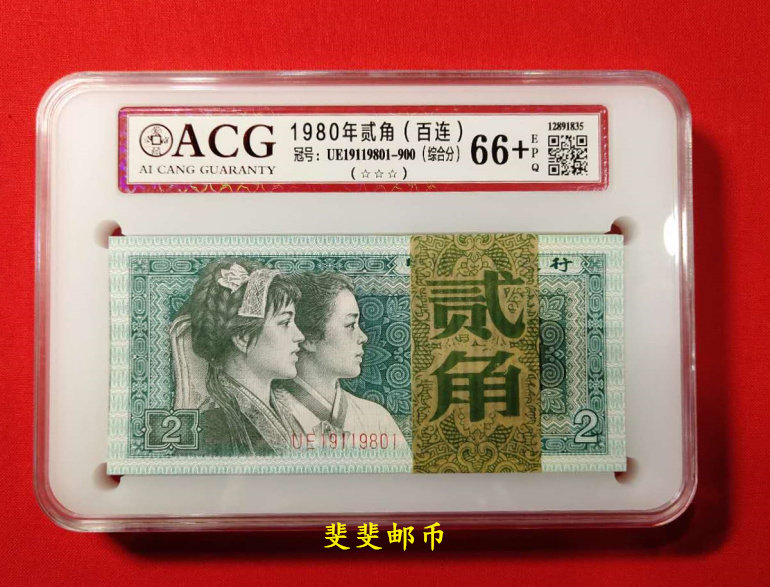 ACG
AI CANG GUARANTY
1980年贰角（百连）
冠号：UE19119801-900（综合分）
（☆☆☆）
66+
EPQ
12891835
行
贰角
2
UE19119801
2
斐斐邮币